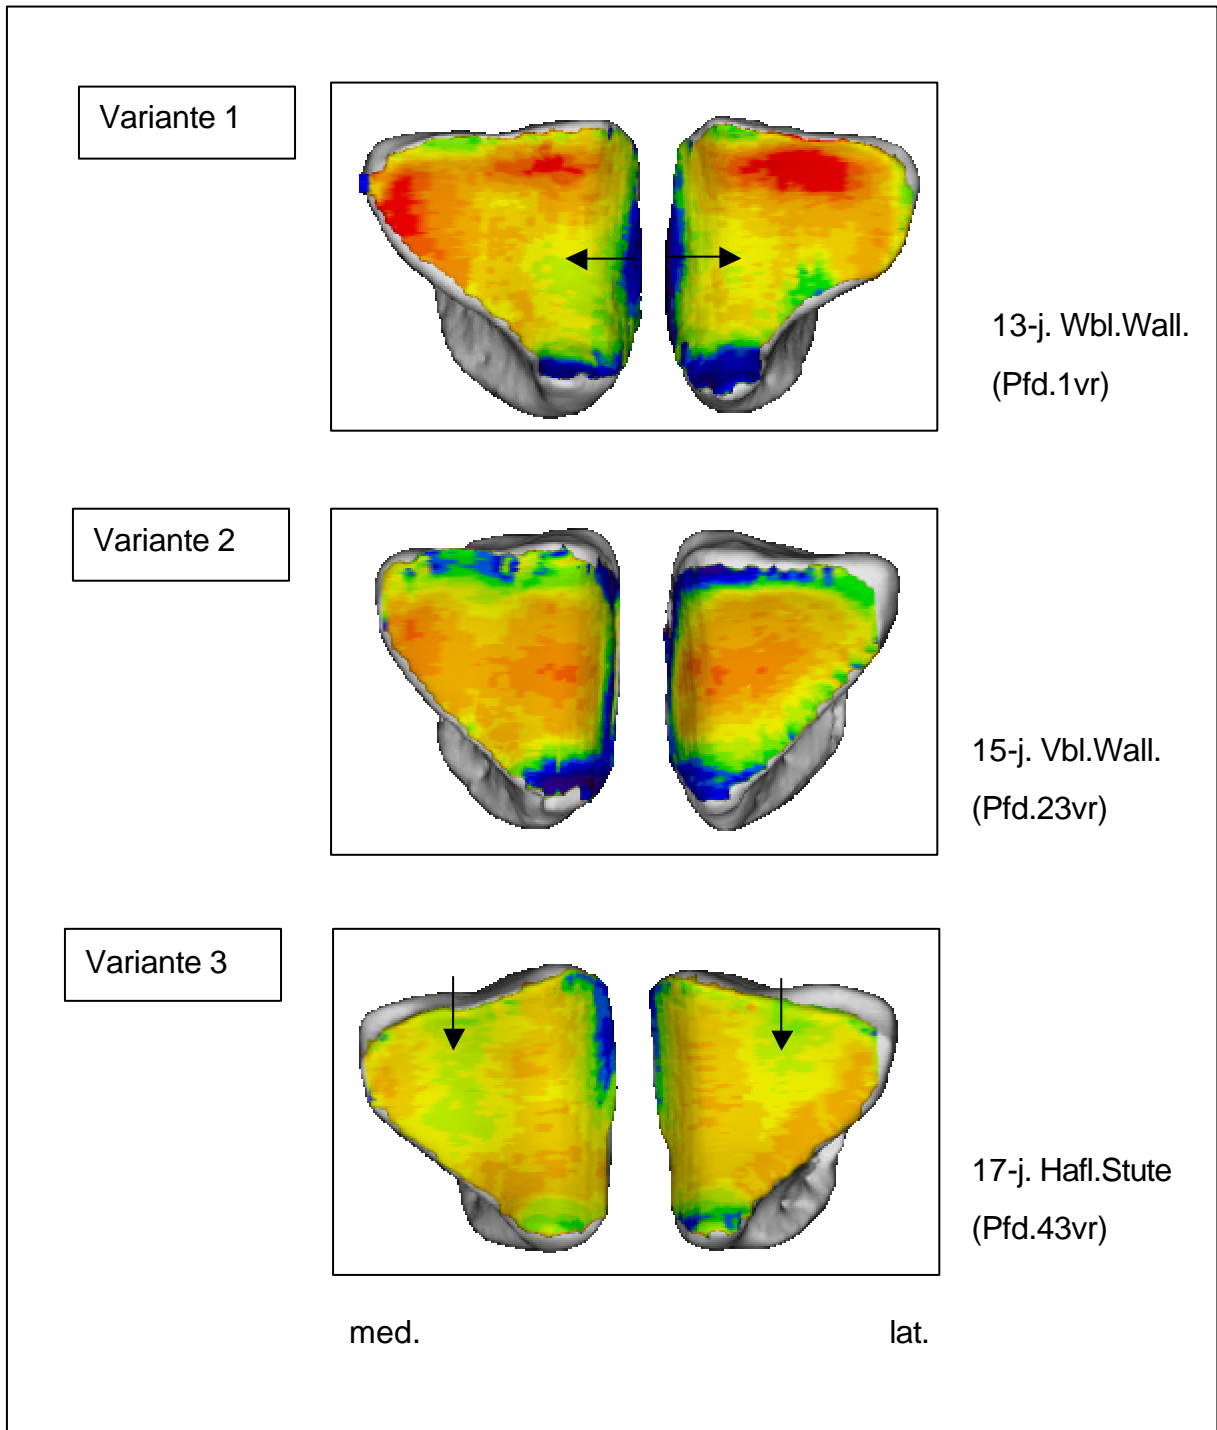 Variante 1
13-j. Wbl.Wall.
(Pfd.1vr)
Variante 2
15-j. Vbl.Wall.
(Pfd.23vr)
Variante 3
17-j. Hafl.Stute
(Pfd.43vr)
med. lat.